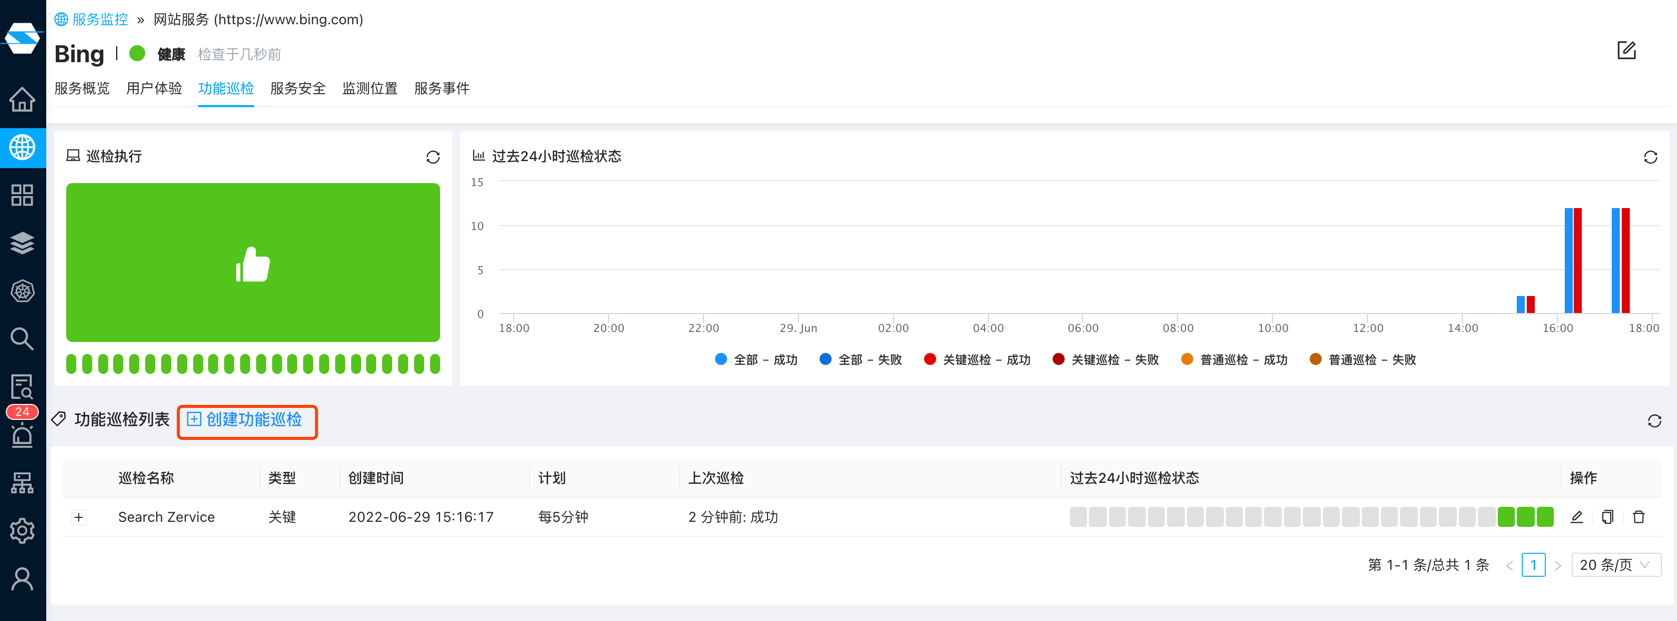 服务监控 » 网站服务 (https://www.bing.com)
Bing 健康 检查于几秒前
服务概览 用户体验 功能巡检 服务安全 监测位置 服务事件
巡检执行
过去24小时巡检状态
15
10
5
0
18:00 20:00 22:00 29. Jun 02:00 04:00 06:00 08:00 10:00 12:00 14:00 16:00 18:00
全部 – 成功 全部 – 失败 关键巡检 – 成功 关键巡检 – 失败 普通巡检 – 成功 普通巡检 – 失败
24
功能巡检列表 创建功能巡检
巡检名称 类型 创建时间 计划 上次巡检 过去24小时巡检状态 操作
Search Zervice 关键 2022-06-29 15:16:17 每5分钟 2 分钟前: 成功
第 1-1 条/总共 1 条 < 1 > 20 条/页